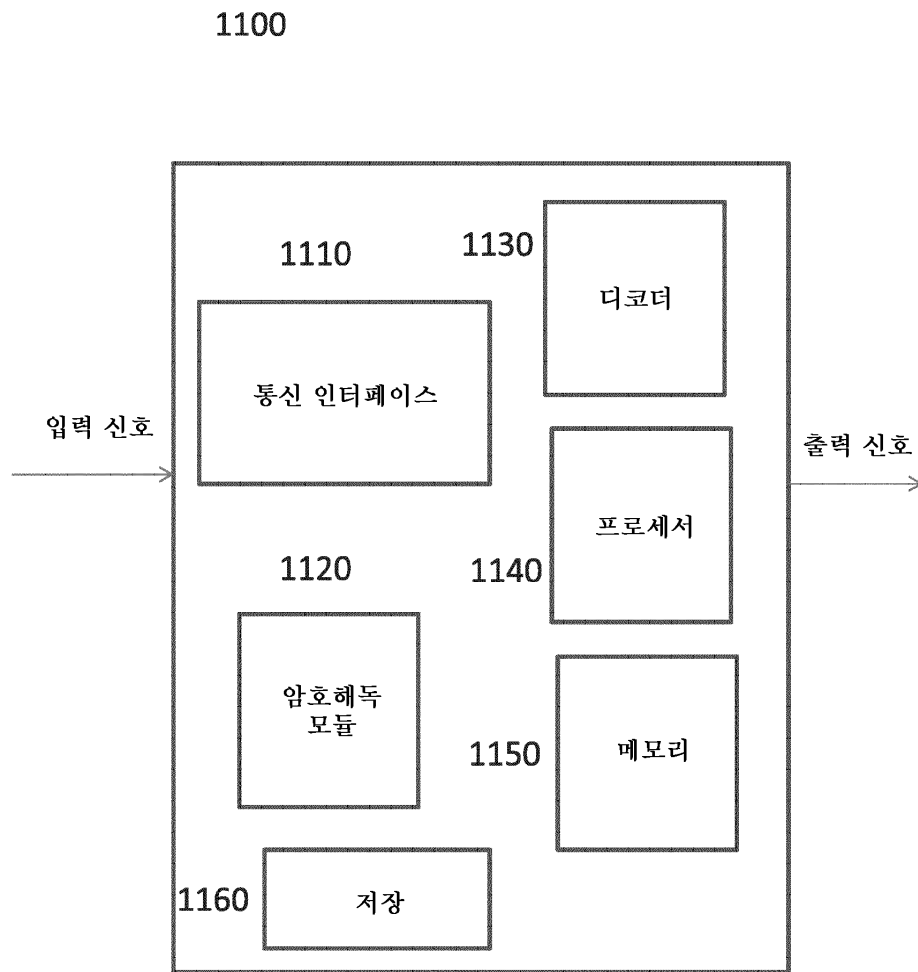 1100
1110
1130
디코더
통신 인터페이스
입력 신호
출력 신호
프로세서
1120
1140
암호해독
모듈
1150
메모리
1160
저장